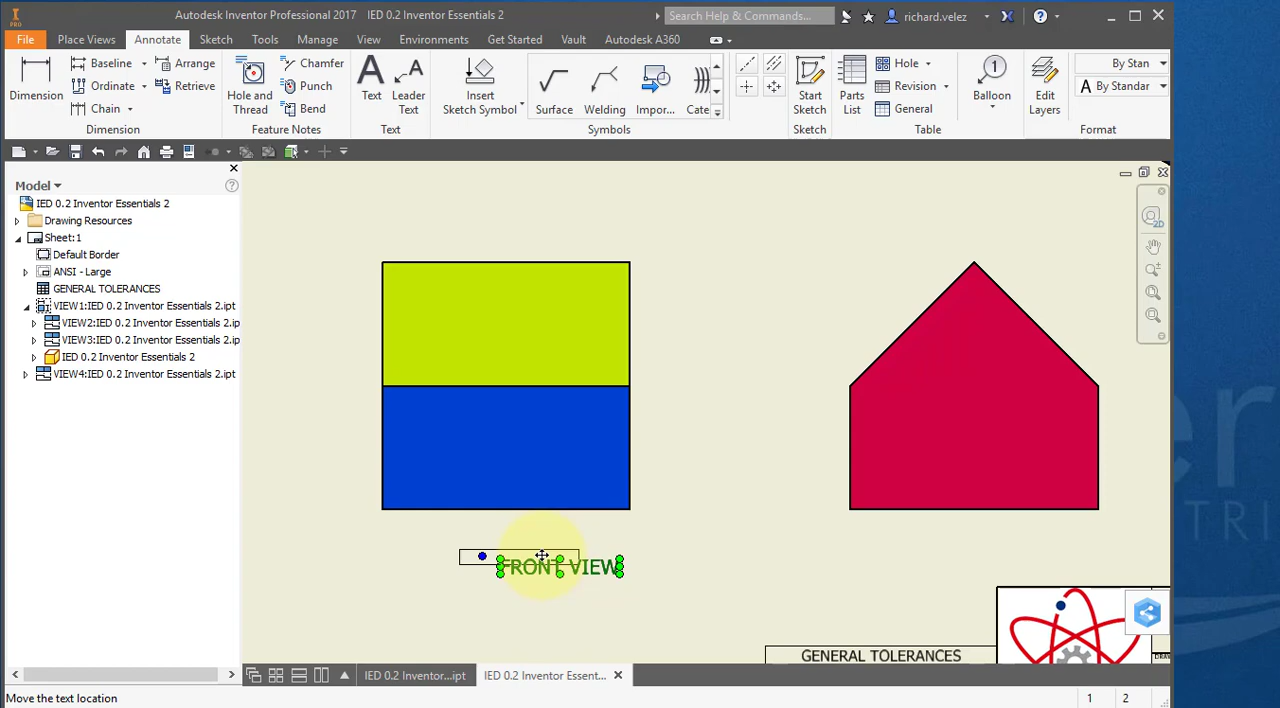 PRO
Autodesk Inventor Professional 2017   IED 0.2 Inventor Essentials 2
Search Help & Commands...
richard.velez
File Place Views Annotate Sketch Tools Manage View Environments Get Started Vault Autodesk A360
Dimension
Baseline
Ordinate
Chain
Arrange
Retrieve
Dimension
Hole and Thread
Chamfer
Punch
Bend
Feature Notes
Text
Leader Text
Text
Insert Sketch Symbol
Surface
Welding
Impor...
Cate
Symbols
Start Sketch
Sketch
Parts List
Hole
Revision
General
Table
Balloon
1
Edit Layers
By Stan
A By Standar
Format
Model
IED 0.2 Inventor Essentials 2
Drawing Resources
Sheet:1
Default Border
ANSI - Large
GENERAL TOLERANCES
VIEW1:IED 0.2 Inventor Essentials 2.ipt
VIEW2:IED 0.2 Inventor Essentials 2.ip
VIEW3:IED 0.2 Inventor Essentials 2.ip
IED 0.2 Inventor Essentials 2
VIEW4:IED 0.2 Inventor Essentials 2.ipt
2D
FRONT VIEW
GENERAL TOLERANCES
IED 0.2 Inventor...ipt
IED 0.2 Inventor Essent...
Move the text location
1
2
er
TRI